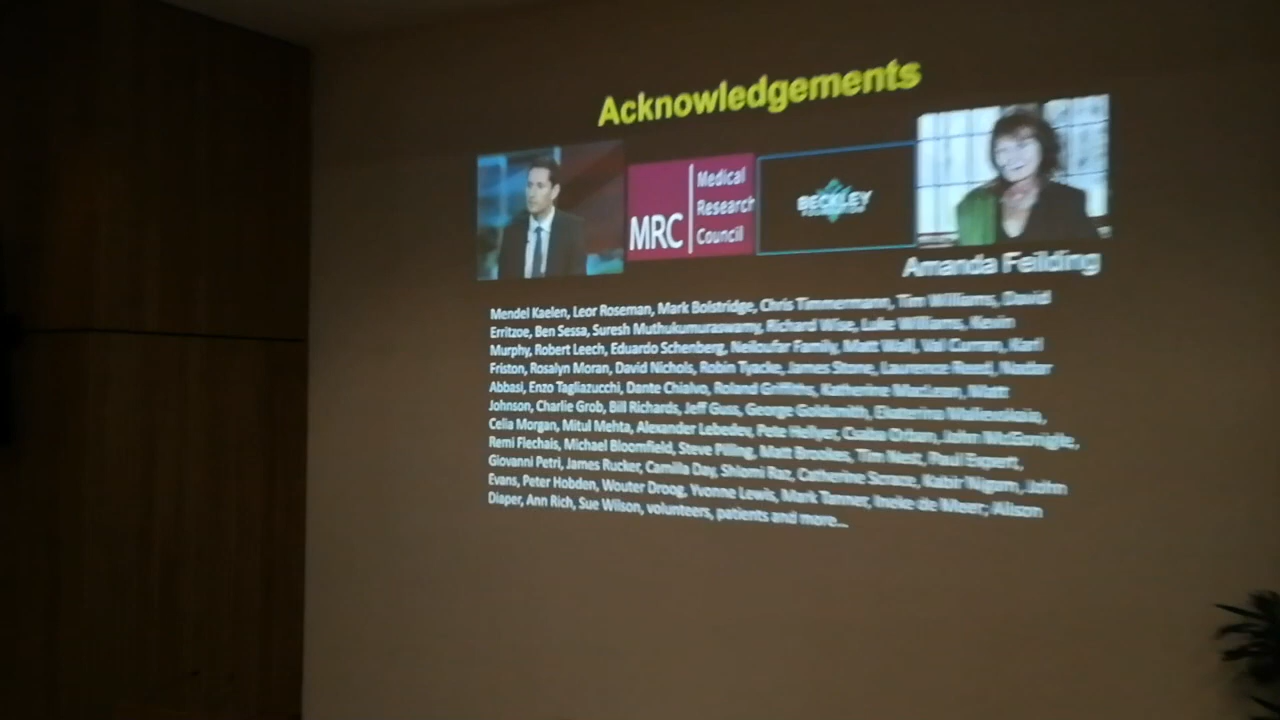 Acknowledgements
MRC
Medical
Research
Council
BECKLEY
FOUNDATION
Amanda Feilding
Mendel Kaelen, Leor Roseman, Mark Bolstridge, Chris Timmermann, Tim Williams, David
Erritzoe, Ben Sessa, Suresh Muthukumaraswamy, Richard Wise, Luke Williams, Kevin
Murphy, Robert Leech, Eduardo Schenberg, Neiloufar Family, Matt Wall, Val Curran, Karl
Friston, Rosalyn Moran, David Nichols, Robin Tyacke, James Stone, Laurence Reed,
Abbasi, Enzo Tagliazucchi, Dante Chialvo, Roland Griffiths, Katherine MacLean, Matt
Johnson, Charlie Grob, Bill Richards, Jeff Guss, George Goldsmith, Ekaterina
Celia Morgan, Mitul Mehta, Alexander Lebedev, Pete Hellyer, Csaba Orban, John McGonigle,
Remi Flechais, Michael Bloomfield, Steve Pilling, Matt Brookes, Tim Nest, Paul Expert,
Giovanni Petri, James Rucker, Camilla Day, Shlomi Raz, Catherine Kabir Nigam, John
Evans, Peter Hobden, Wouter Droog, Yvonne Lewis, Mark Tanner, Ineke de Meer, Alison
Diaper, Ann Rich, Sue Wilson, volunteers, patients and more...